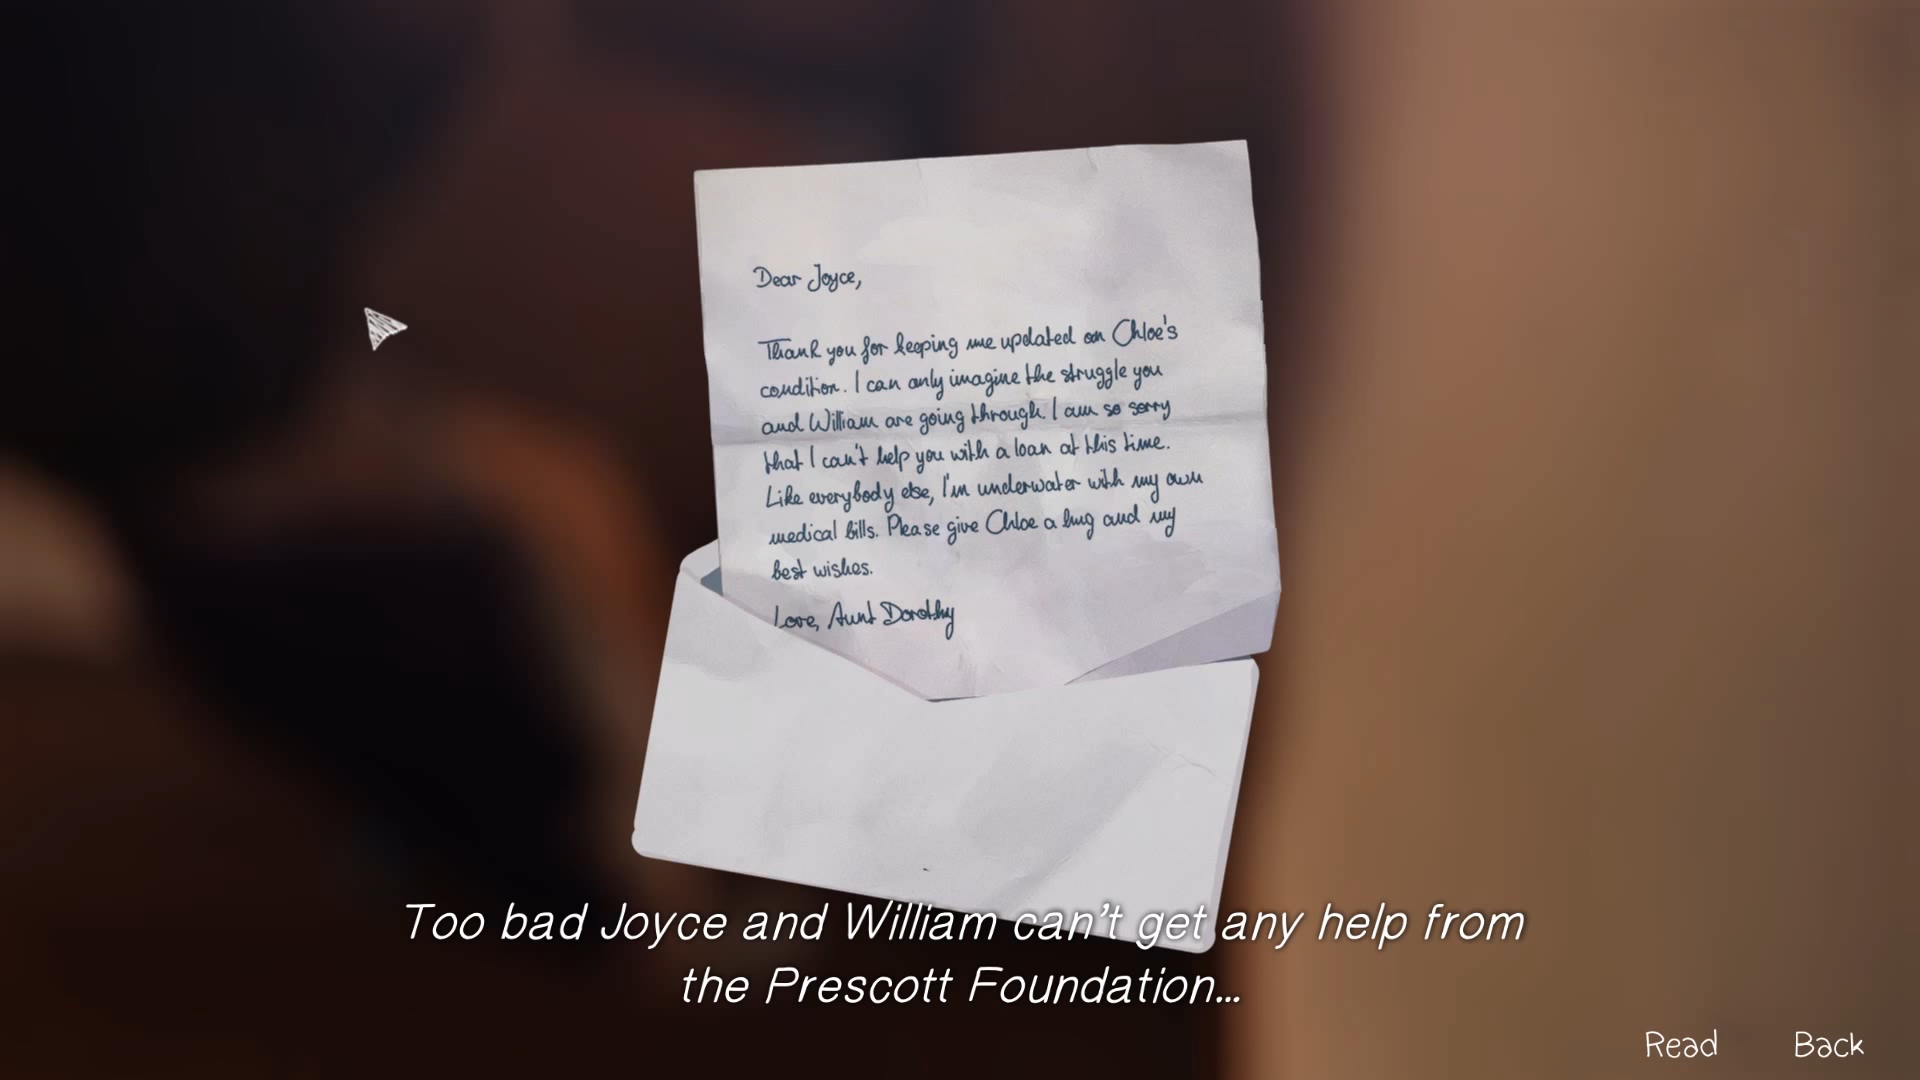 Dear Joyce,
Thank you for keeping me updated on Chloe's
condition. I can only imagine the struggle you
and William are going through. I am so sorry
that I can't help you with a loan at this time.
Like everybody else, I'm underwater with my own
medical bills. Please give Chloe a hug and my
best wishes.
Love, Aunt Dorothy
Too bad Joyce and William can't get any help from
the Prescott Foundation...
Read Back